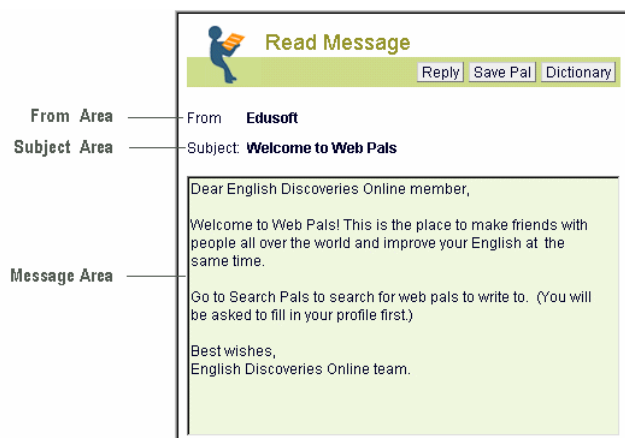 Read Message
Reply Save Pal Dictionary
From Area From Edusoft
Subject Area Subject: Welcome to Web Pals
Dear English Discoveries Online member,
Welcome to Web Pals! This is the place to make friends with
people all over the world and improve your English at the
same time.
Message Area
Go to Search Pals to search for web pals to write to. (You will
be asked to fill in your profile first.)
Best wishes,
English Discoveries Online team.